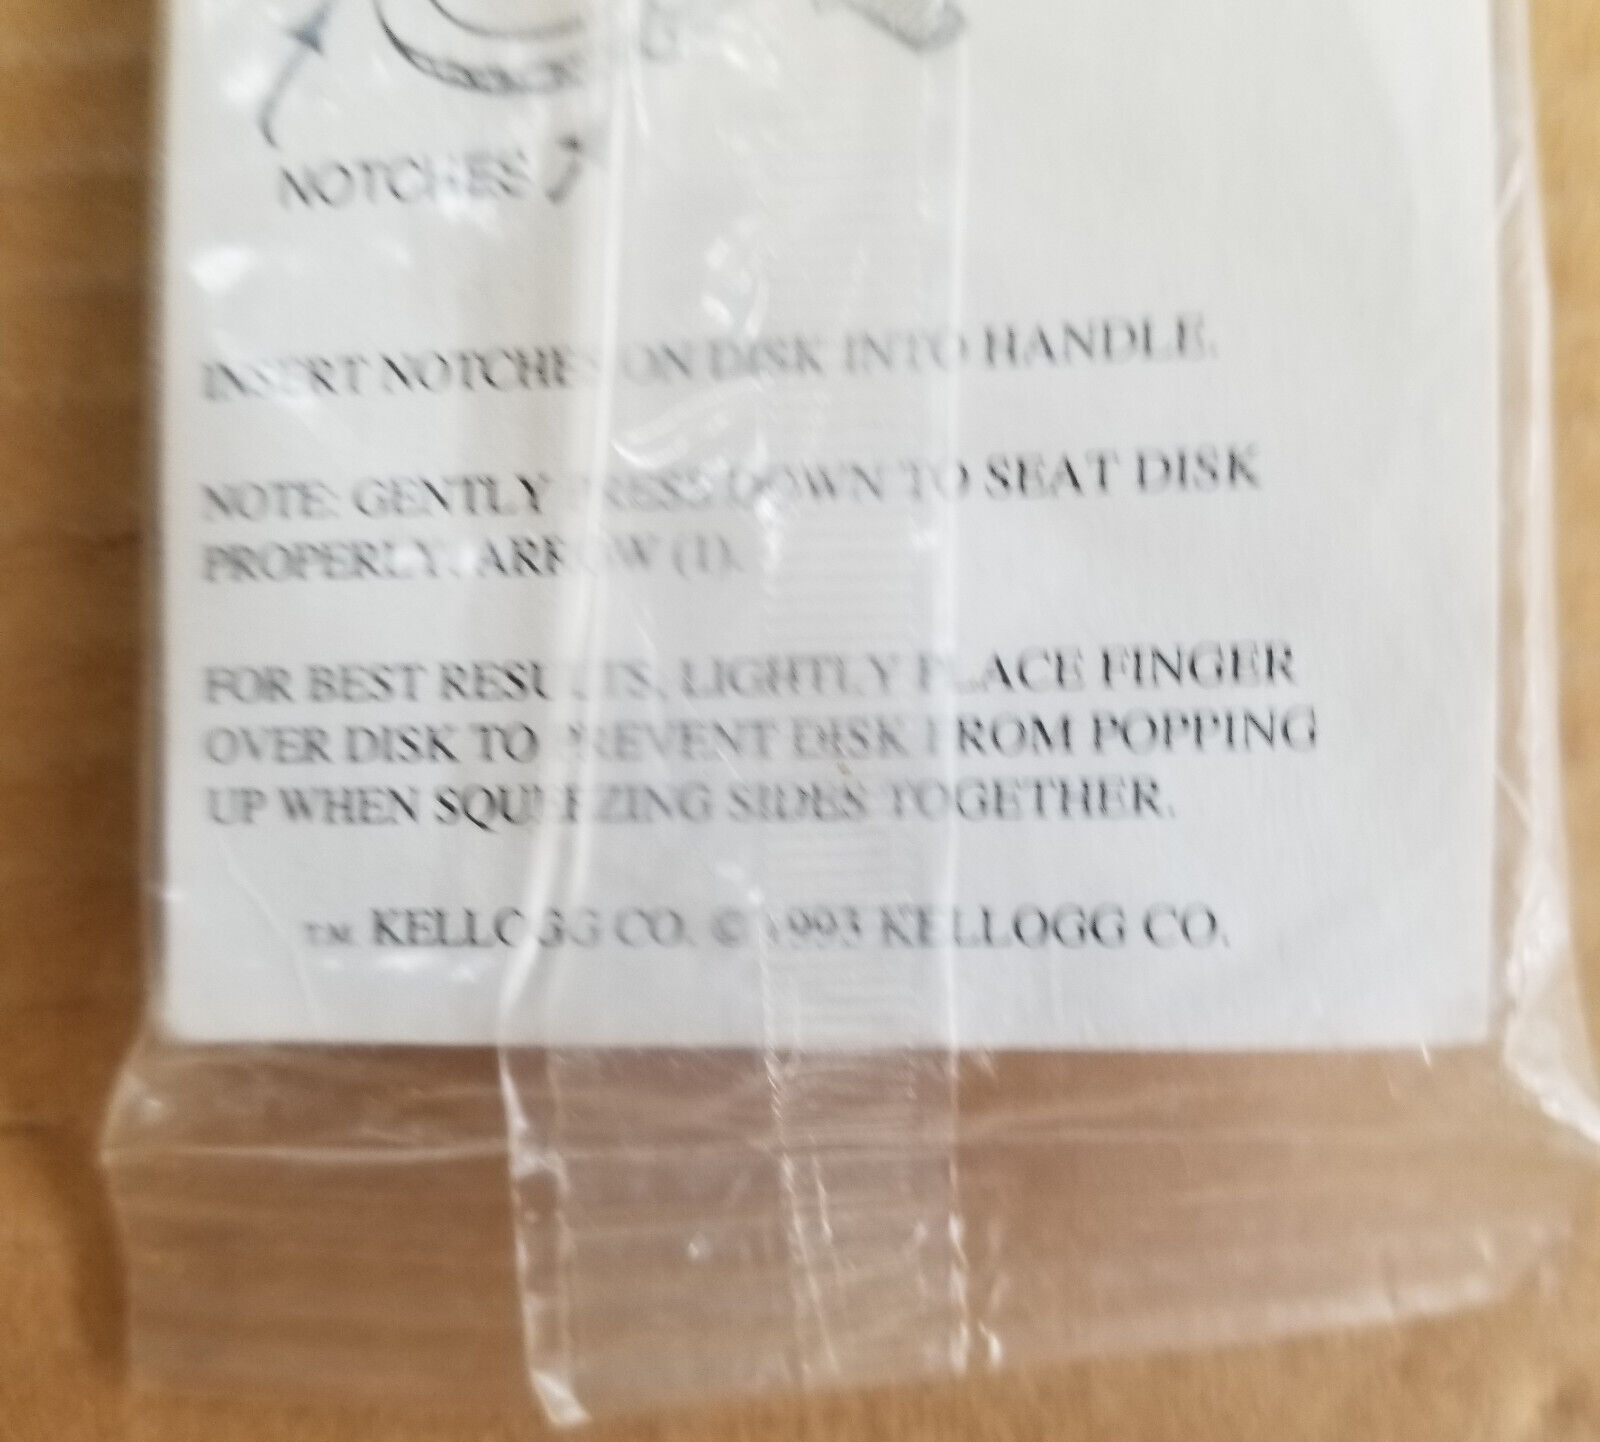 NOTCHES
INSERT NOTCHES ON DISK INTO HANDLE.
NOTE: GENTLY PRESS DOWN TO SEAT DISK
PROPERLY. ARROW (1).
FOR BEST RESULTS, LIGHTLY PLACE FINGER
OVER DISK TO PREVENT DISK FROM POPPING
UP WHEN SQUEEZING SIDES TOGETHER.
TM. KELLOGG CO. © 1993 KELLOGG CO.